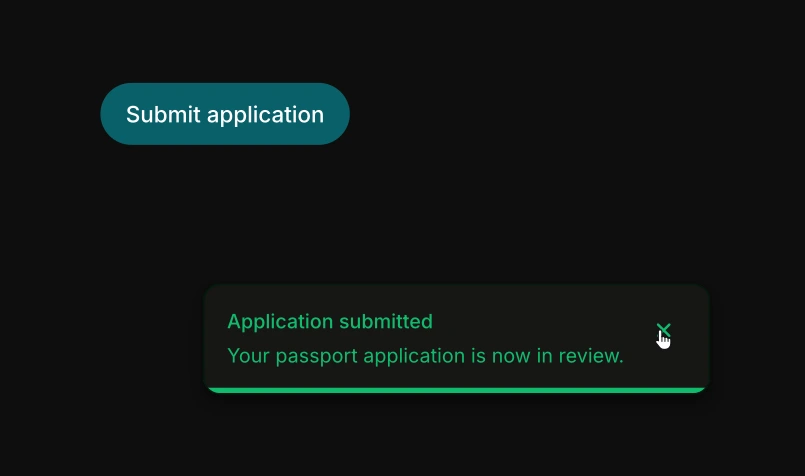 Submit application
Application submitted
Your passport application is now in review.